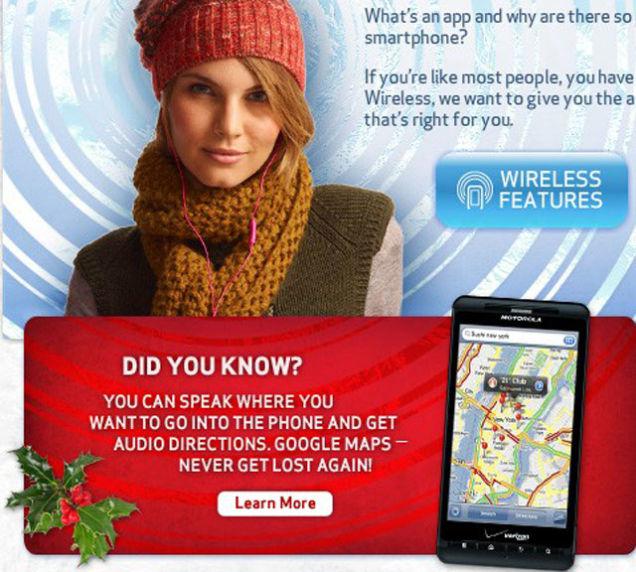 What's an app and why are there so
smartphone?
If you're like most people, you have
Wireless, we want to give you the a
that's right for you.
WIRELESS
FEATURES
DID YOU KNOW?
YOU CAN SPEAK WHERE YOU
WANT TO GO INTO THE PHONE AND GET
AUDIO DIRECTIONS. GOOGLE MAPS —
NEVER GET LOST AGAIN!
Learn More
MOTOROLA
Sushi new york
"21" Club
New York
Search
verizon